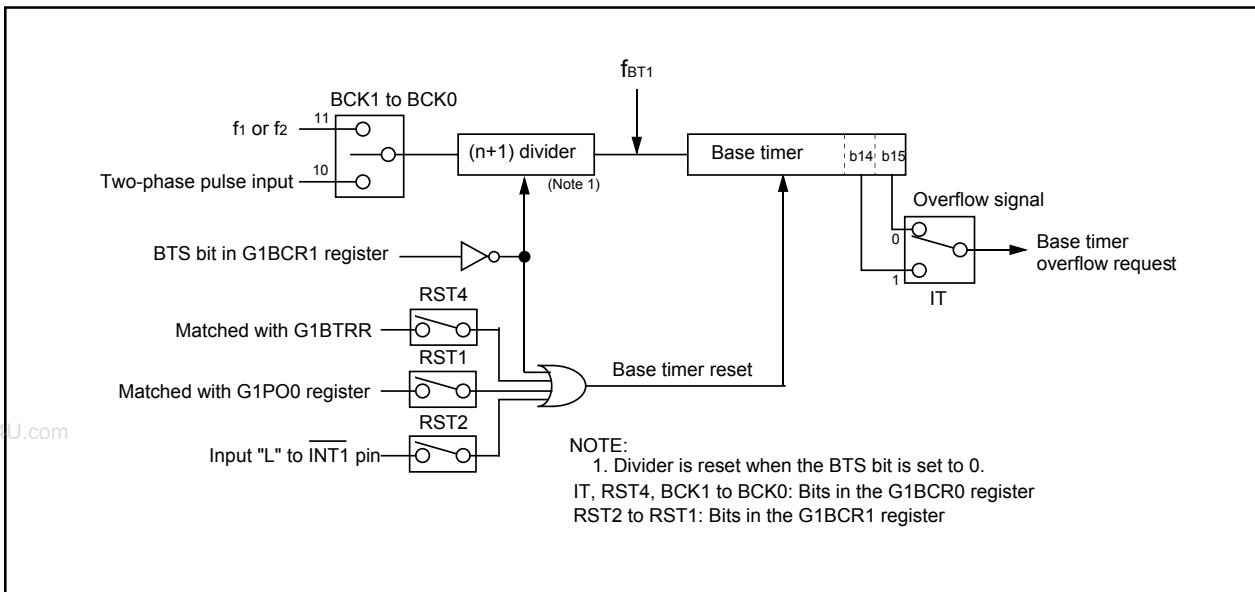 fBT1
BCK1 to BCK0
11
f1 or f2
(n+1) divider
Base timer
b14
b15
10
Two-phase pulse input
(Note 1)
Overflow signal
0
Base timer
overflow request
BTS bit in G1BCR1 register
1
IT
RST4
Matched with G1BTRR
RST1
Base timer reset
Matched with G1PO0 register
RST2
4U.com
Input "L" to INT1 pin
NOTE:
1. Divider is reset when the BTS bit is set to 0.
IT, RST4, BCK1 to BCK0: Bits in the G1BCR0 register
RST2 to RST1: Bits in the G1BCR1 register